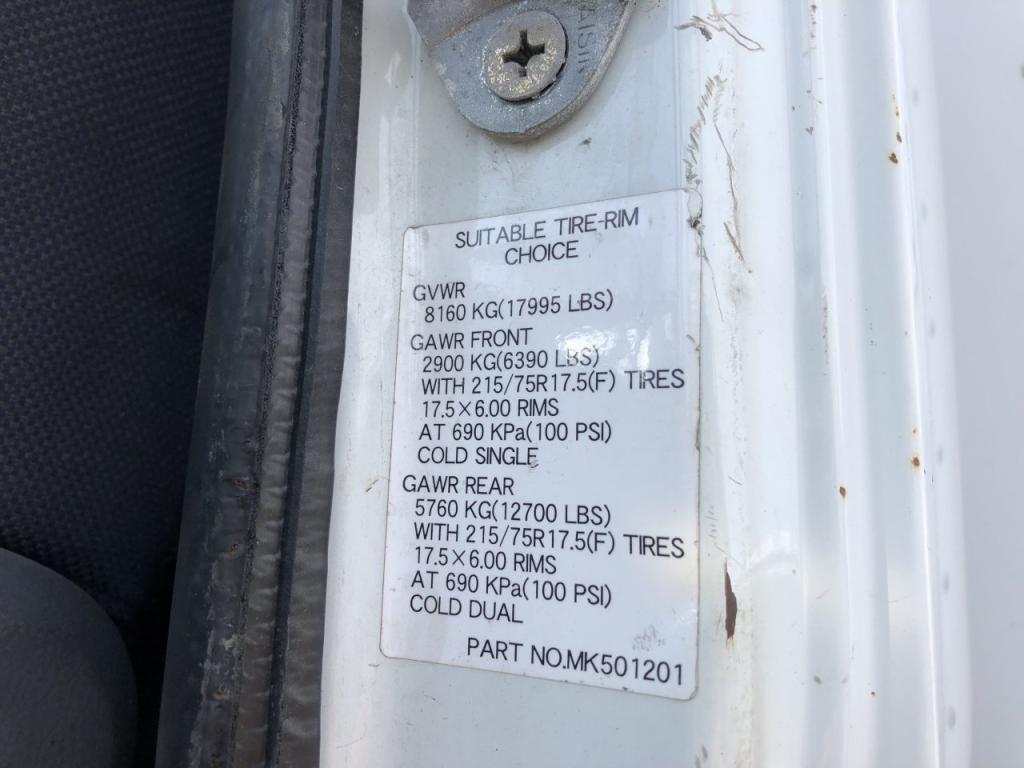 SUITABLE TIRE-RIM
CHOICE
GVWR
8160 KG(17995 LBS)
GAWR FRONT
2900 KG(6390 LBS)
WITH 215/75R17.5(F) TIRES
17.5×6.00 RIMS
AT 690 KPa(100 PSI)
COLD SINGLE
GAWR REAR
5760 KG(12700 LBS)
WITH 215/75R17.5(F) TIRES
17.5×6.00 RIMS
AT 690 KPa(100 PSI)
COLD DUAL
PART NO.MK501201